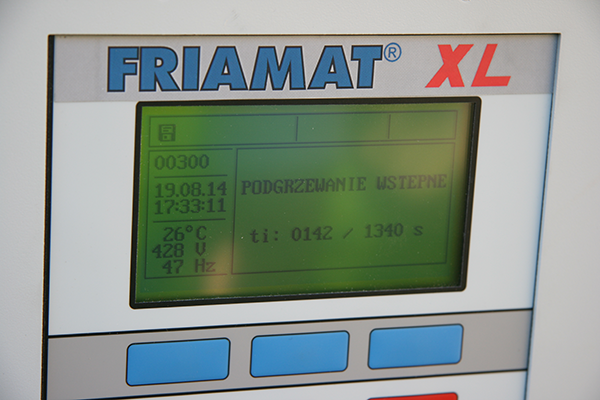 FRIAMAT® XL
00300
19.08.14
17:33:11
26°C
428 V
47 Hz
PODGRZEWANIE WSTEPNE
ti: 0142 / 1340 s